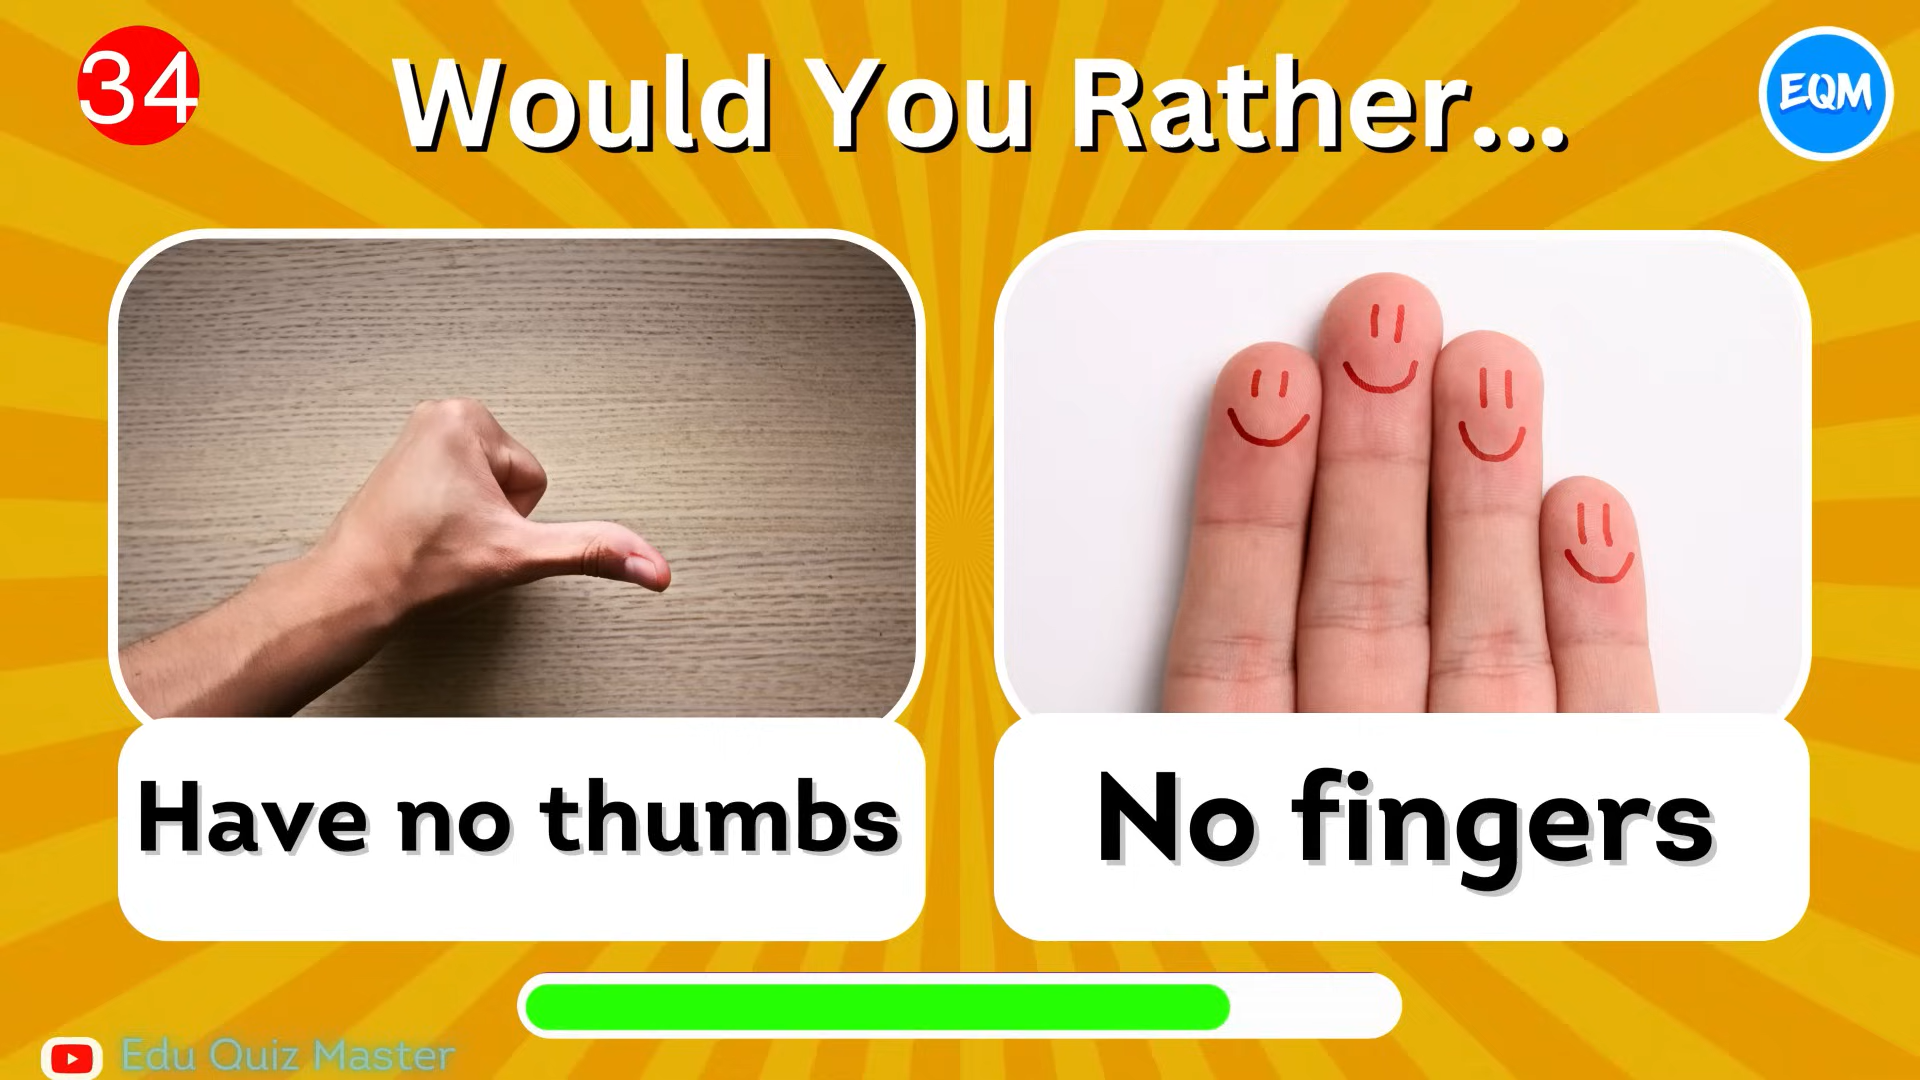 34
Would You Rather...
EQM
Have no thumbs
No fingers
Edu Quiz Master